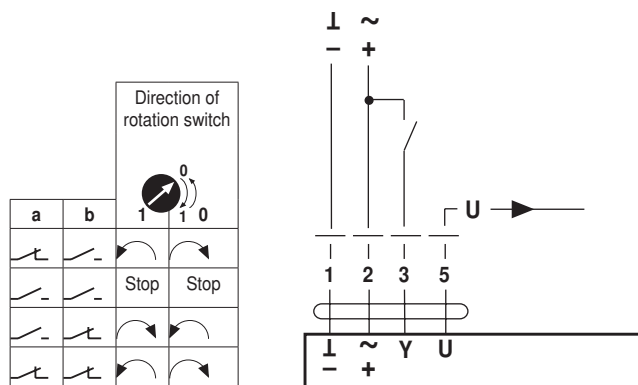 Direction of
rotation switch
0
1 1 0
a b
Stop Stop
⊥ ~
– +
U
1 2 3 5
⊥ ~ Y U
– +